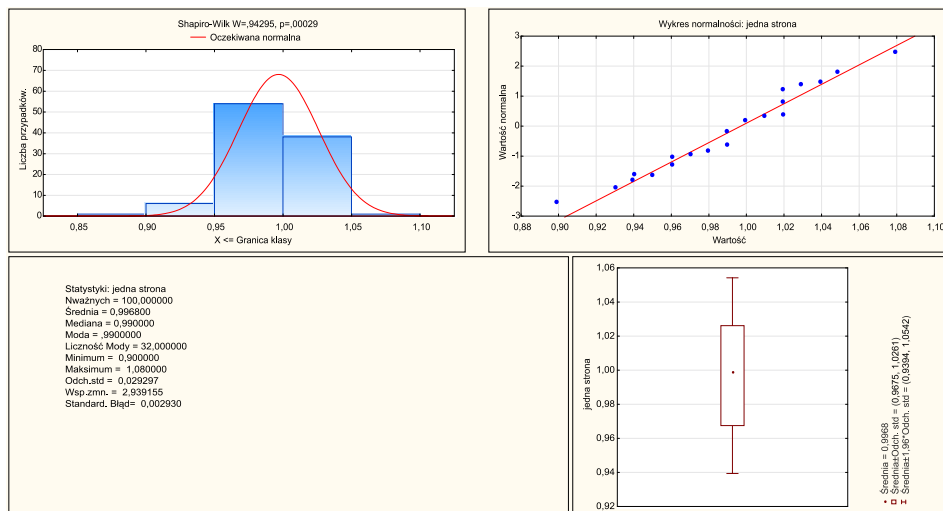 Shapiro-Wilk W=,94295, p=,00029
Oczekiwana normalna
Liczba przypadków.
80
70
60
50
40
30
20
10
0
0,85 0,90 0,95 1,00 1,05 1,10
X <= Granica klasy
Wykres normalności: jedna strona
Wartość normalna
3
2
1
0
-1
-2
-3
0,88 0,90 0,92 0,94 0,96 0,98 1,00 1,02 1,04 1,06 1,08 1,10
Wartość
Statystyki: jedna strona
Nważnych = 100,000000
Średnia = 0,996800
Mediana = 0,990000
Moda = ,9900000
Liczność Mody = 32,000000
Minimum = 0,900000
Maksimum = 1,080000
Odch.std = 0,029297
Wsp.zmn. = 2,939155
Standard. Błąd= 0,002930
jedna strona
1,06
1,04
1,02
1,00
0,98
0,96
0,94
0,92
Średnia = 0,9968
Średnia±Odch. std = (0,9675, 1,0261)
Średnia±1,96*Odch. std = (0,9394, 1,0542)